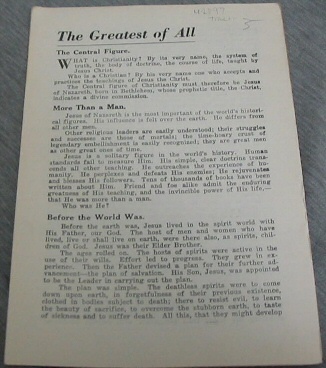 The Greatest of All
The Central Figure.
WHAT is Christianity? By its very name, the system of
truth, the body of doctrine, the course of life, taught by
Jesus Christ.
Who is a Christian? By his very name one who accepts and
practices the teachings of Jesus the Christ.
The Central figure of Christianity must therefore be Jesus
of Nazareth, born in Bethlehem, whose prophetic title, the Christ,
indicates a divine commission.
More Than a Man.
Jesus of Nazareth is the most important of the world's histori-
cal figures. His influence is felt over the earth. He differs from
all other men.
Other religious leaders are easily understood; their struggles
and successes are those of mortals; the time-honored crust of
legendary embellishment is easily recognized; they are great men
as other great ones of time.
Jesus is a solitary figure in the world's history. Human
standards fail to measure Him. His simple, clear doctrine trans-
cends all other teaching. He outreaches the experience of hu-
manity. He perplexes and defeats His enemies; He rejuvenates
and blesses His followers. Tens of thousands of books have been
written about Him. Friend and foe alike admit the enduring
greatness of His teaching, and the invincible power of His life,—
that He was more than a man.
Who was He?
Before the World Was.
Before the earth was, Jesus lived in the spirit world with
His Father, our God. The host of men and women who have
lived, live or shall live on earth, were there also, as spirits, chil-
dren of God. Jesus was their Elder Brother.
The ages rolled on. The hosts of spirits were active in the
use of their wills. Effort led to progress. They grew in ex-
perience. Then the Father devised a plan for their further ad-
vancement—the plan of salvation. His Son, Jesus, was appointed
to be the Leader in carrying out the plan.
The plan was simple. The deathless spirits were to come
down upon earth, in forgetfulness of their previous existence,
clothed in bodies subject to death; there to resist evil, to learn
the beauty of sacrifice, to overcome the stubborn earth, to taste
of sickness and to suffer death. All this, that they might develop